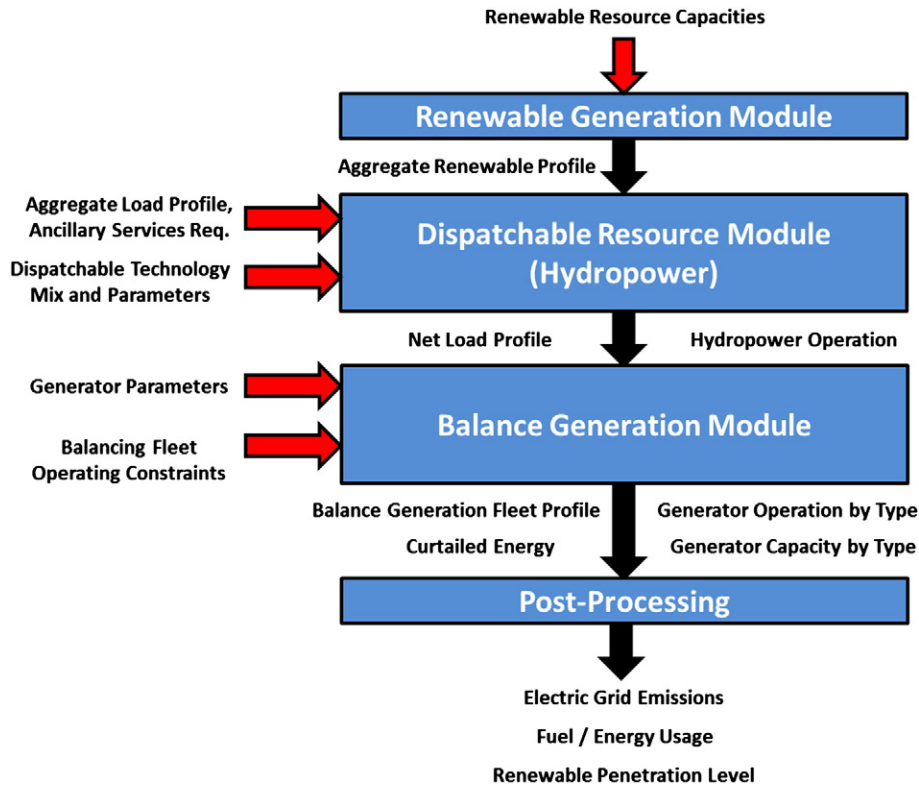 Renewable Resource Capacities
Renewable Generation Module
Aggregate Renewable Profile
Aggregate Load Profile,
Ancillary Services Req.
Dispatchable Technology
Mix and Parameters
Dispatchable Resource Module
(Hydropower)
Net Load Profile
Hydropower Operation
Generator Parameters
Balancing Fleet
Operating Constraints
Balance Generation Module
Balance Generation Fleet Profile
Generator Operation by Type
Curtailed Energy
Generator Capacity by Type
Post-Processing
Electric Grid Emissions
Fuel / Energy Usage
Renewable Penetration Level